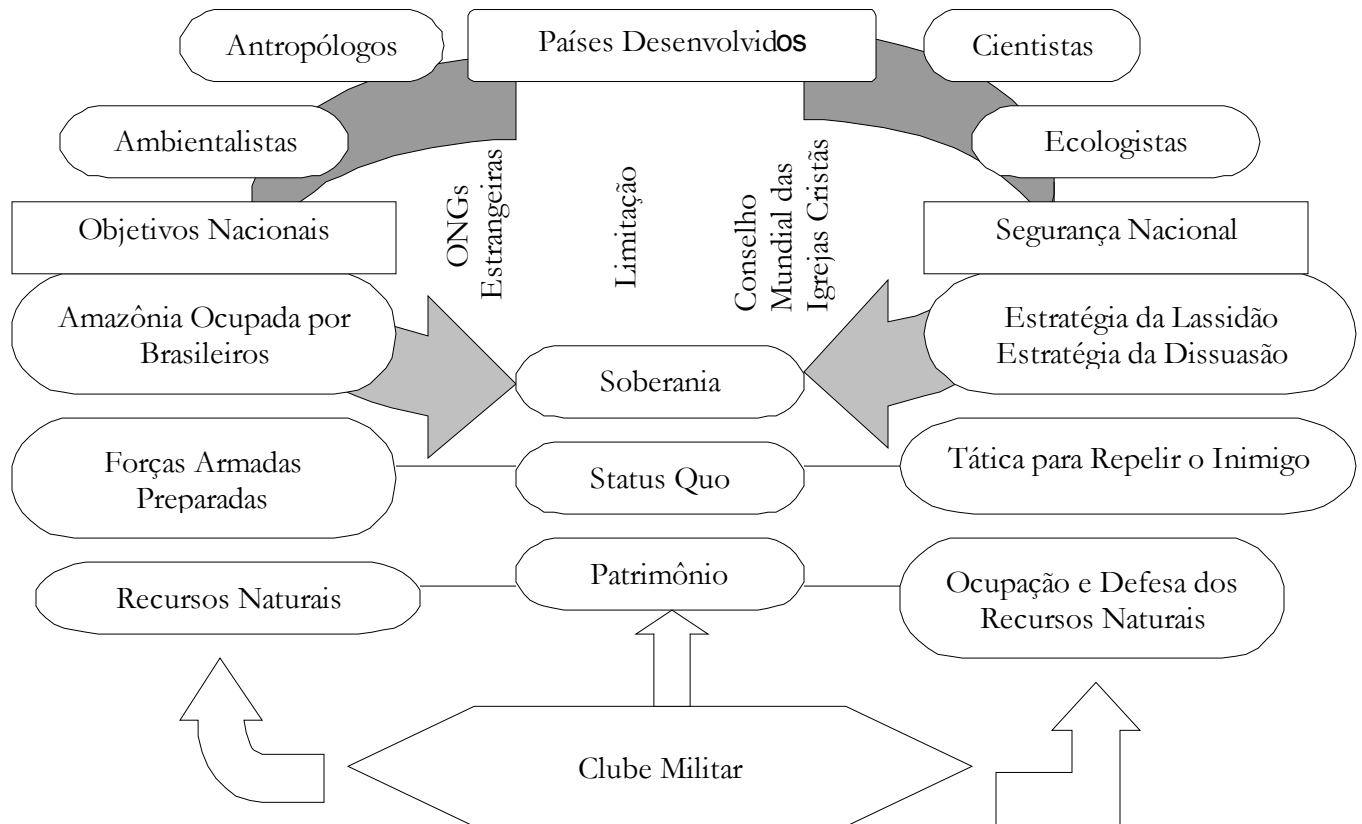 Antropólogos
Países Desenvolvidos
Cientistas
Ambientalistas
Ecologistas
ONGs
Estrangeiras
Limitação
Conselho
Mundial das
Igrejas Cristãs
Objetivos Nacionais
Segurança Nacional
Amazônia Ocupada por
Brasileiros
Estratégia da Lassidão
Estratégia da Dissuasão
Soberania
Forças Armadas
Preparadas
Status Quo
Tática para Repelir o Inimigo
Recursos Naturais
Patrimônio
Ocupação e Defesa dos
Recursos Naturais
Clube Militar